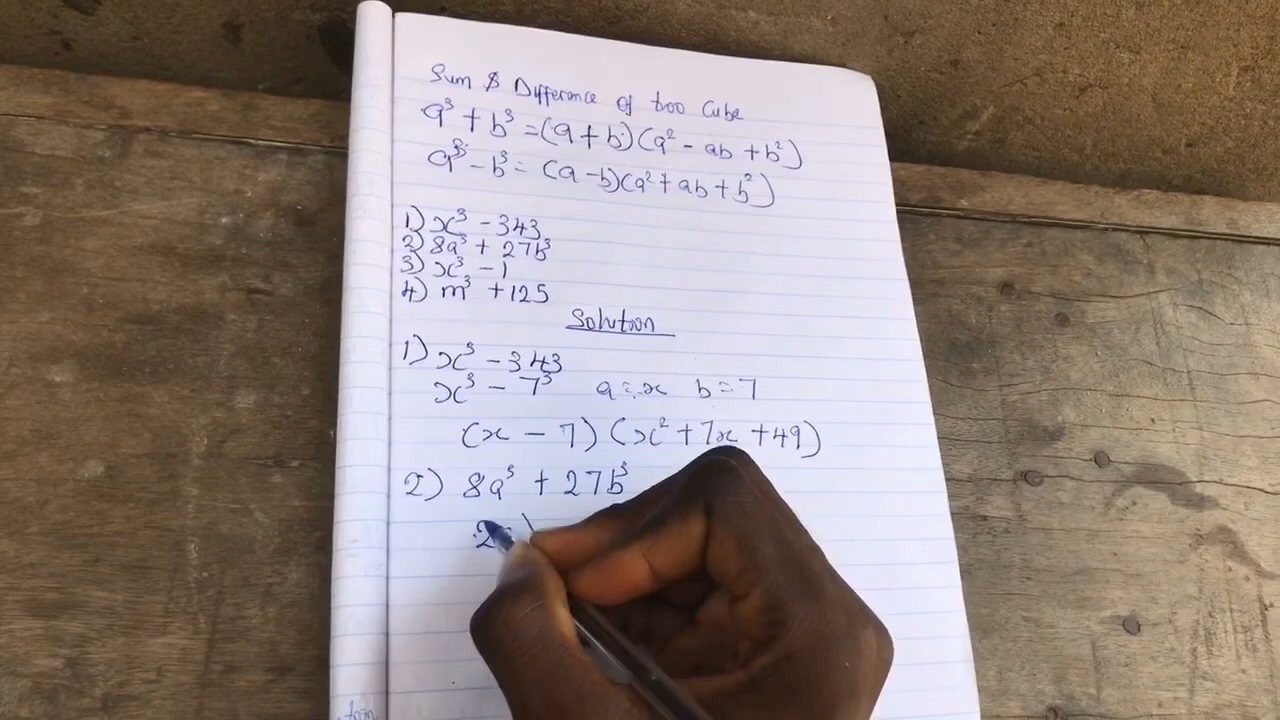 Sum & Difference of two Cube
a³ + b³ = (a + b)(a² - ab + b²)
a³ - b³ = (a - b)(a² + ab + b²)
1) x³ - 343
2) 8a³ + 27b³
3) x³ - 1
4) m³ + 125
Solution
1) x³ - 343
x³ - 7³ a = x b = 7
(x - 7) (x² + 7x + 49)
2) 8a³ + 27b³
2